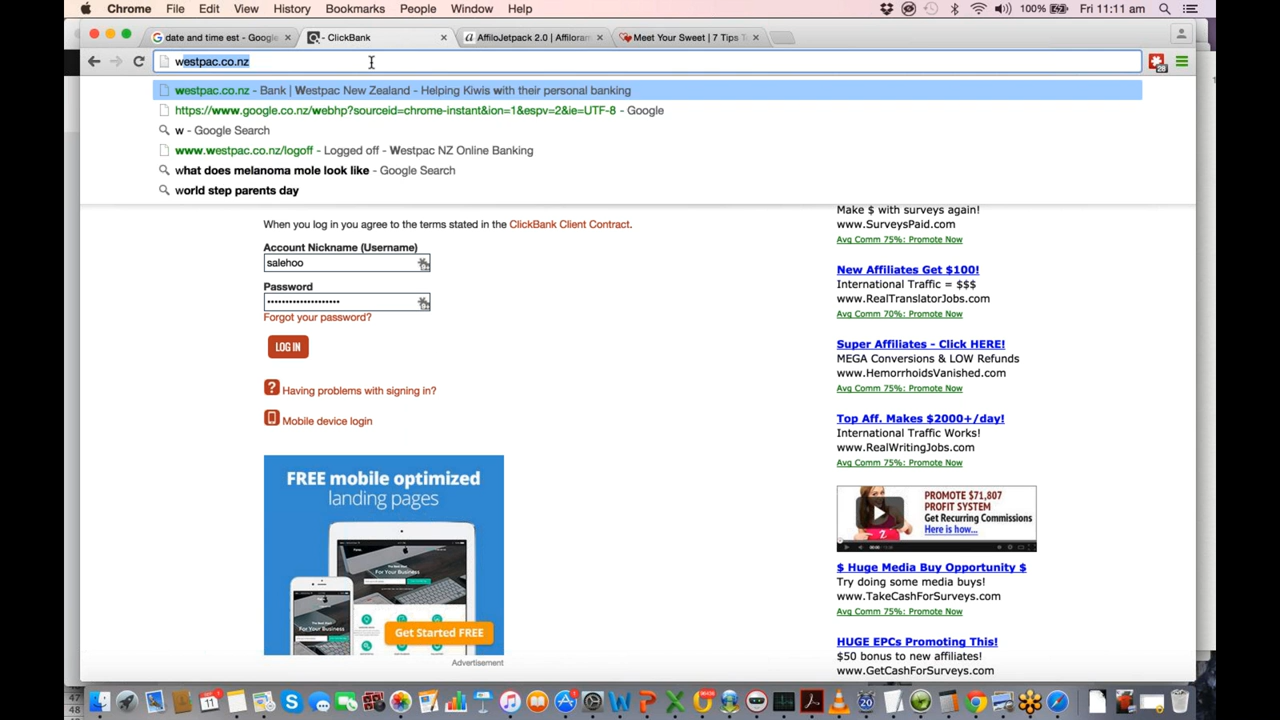 Chrome File Edit View History Bookmarks People Window Help
100% Fri 11:11 am
date and time est - Google
- ClickBank
AffiloJetpack 2.0 | Affiloram
Meet Your Sweet | 7 Tips T
westpac.co.nz
westpac.co.nz - Bank | Westpac New Zealand - Helping Kiwis with their personal banking
https://www.google.co.nz/webhp?sourceid=chrome-instant&ion=1&espv=2&ie=UTF-8 - Google
w - Google Search
www.westpac.co.nz/logoff - Logged off - Westpac NZ Online Banking
what does melanoma mole look like - Google Search
world step parents day
When you log in you agree to the terms stated in the ClickBank Client Contract.
Account Nickname (Username)
salehoo
Password
Forgot your password?
LOG IN
? Having problems with signing in?
Mobile device login
FREE mobile optimized
landing pages
For Your Business
Get Started FREE
Advertisement
Make $ with surveys again!
www.SurveysPaid.com
Avg Comm 75%: Promote Now
New Affiliates Get $100!
International Traffic = $$$
www.RealTranslatorJobs.com
Avg Comm 70%: Promote Now
Super Affiliates - Click HERE!
MEGA Conversions & LOW Refunds
www.HemorrhoidsVanished.com
Avg Comm 75%: Promote Now
Top Aff. Makes $2000+/day!
International Traffic Works!
www.RealWritingJobs.com
Avg Comm 75%: Promote Now
PROMOTE $71,807
PROFIT SYSTEM
Get Recurring Commissions
Here is how...
$ Huge Media Buy Opportunity $
Try doing some media buys!
www.TakeCashForSurveys.com
Avg Comm 75%: Promote Now
HUGE EPCs Promoting This!
$50 bonus to new affiliates!
www.GetCashForSurveys.com
47
48